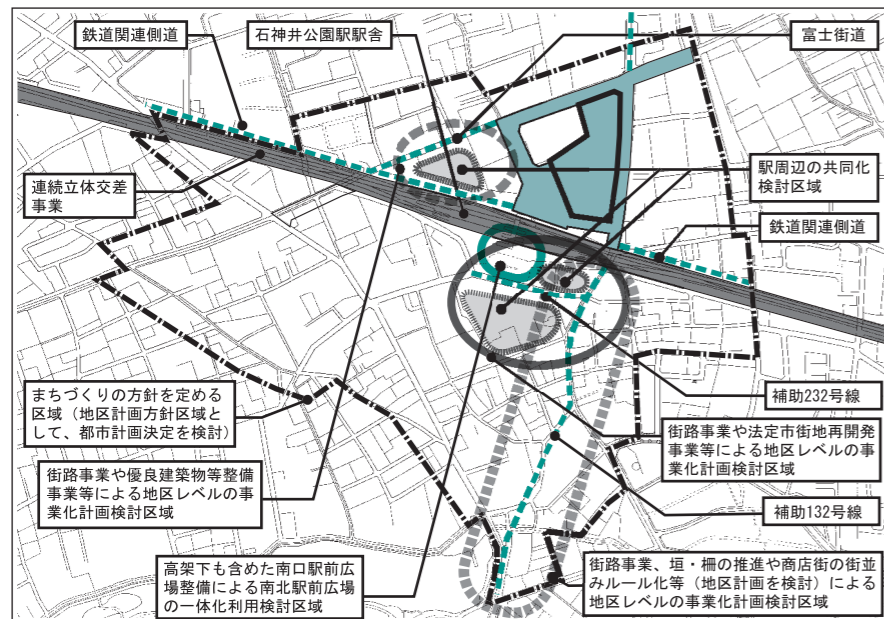 鉄道関連側道
石神井公園駅駅舎
富士街道
駅周辺の共同化
検討区域
連続立体交差
事業
鉄道関連側道
まちづくりの方針を定める
区域（地区計画方針区域と
して、都市計画決定を検討）
補助232号線
街路事業や法定市街地再開発
事業等による地区レベルの事
業化計画検討区域
街路事業や優良建築物等整備
事業等による地区レベルの事
業化計画検討区域
補助132号線
高架下も含めた南口駅前広
場整備による南北駅前広場
の一体化利用検討区域
街路事業、垣・柵の推進や商店街の街並
みルール化等（地区計画を検討）による
地区レベルの事業化計画検討区域